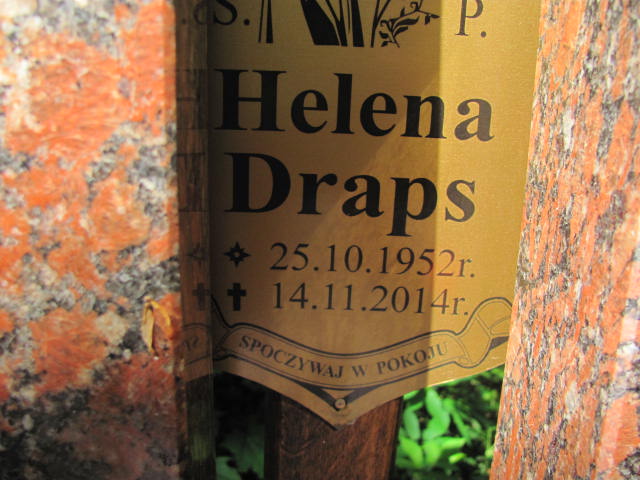 Ś. P.
Helena
Draps
25.10.1952r.
✝ 14.11.2014r.
SPOCZYWAJ W POKOJU